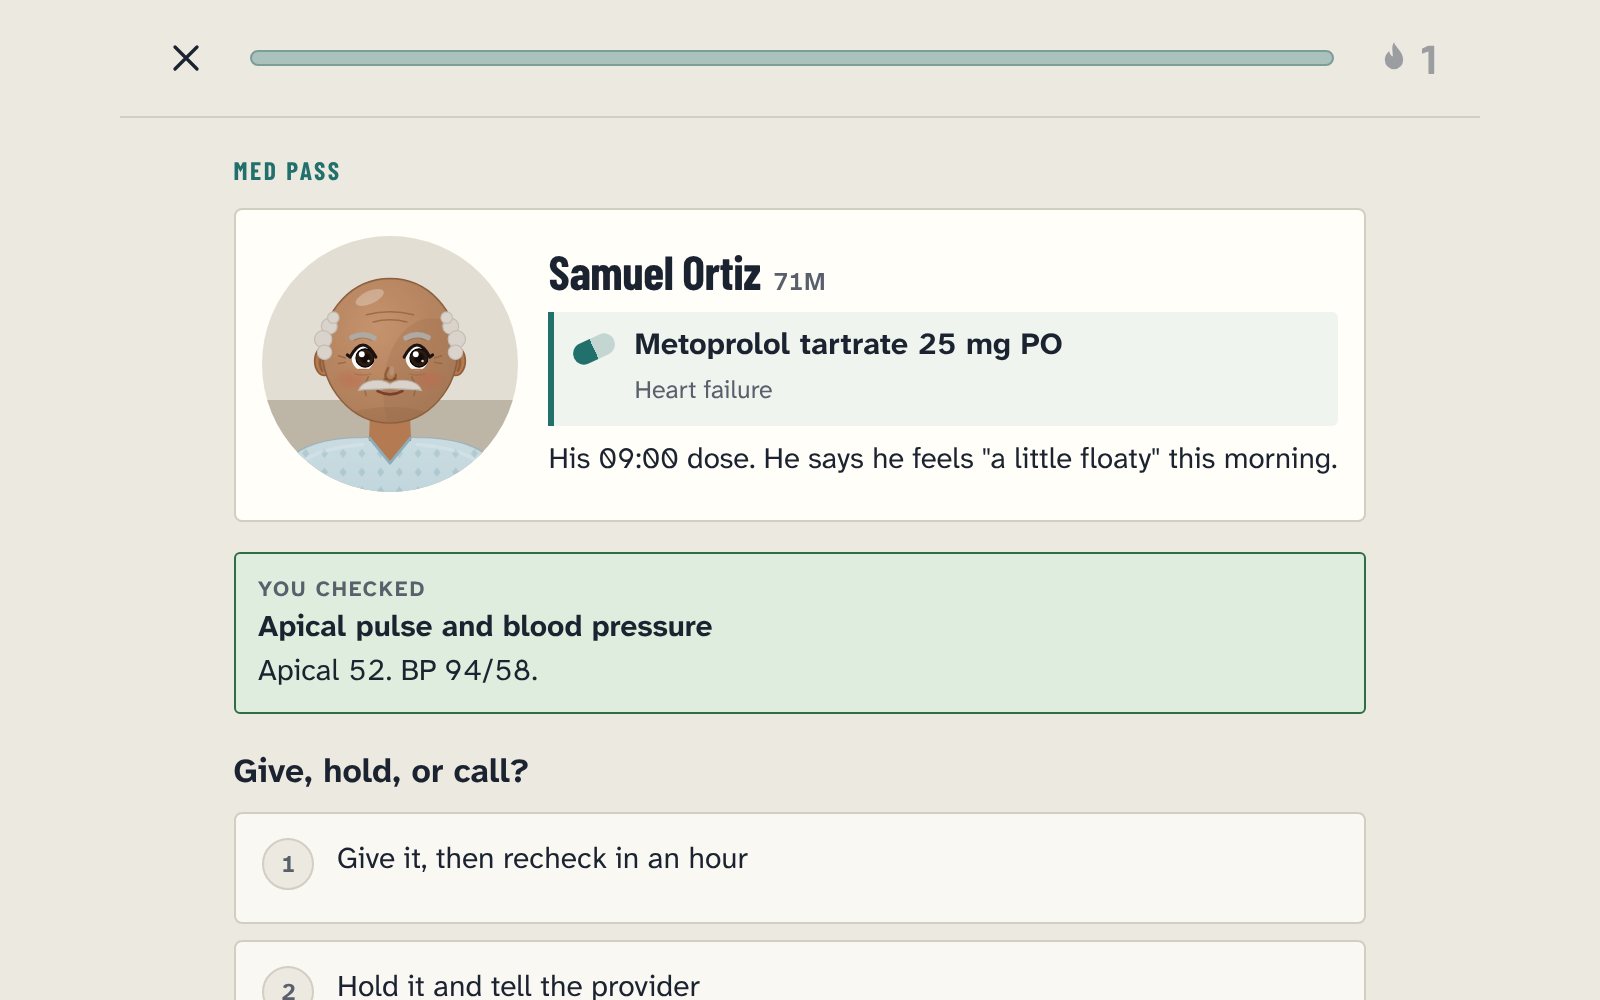 1
MED PASS
Samuel Ortiz 71M
Metoprolol tartrate 25 mg PO
Heart failure
His 09:00 dose. He says he feels "a little floaty" this morning.
YOU CHECKED
Apical pulse and blood pressure
Apical 52. BP 94/58.
Give, hold, or call?
1 Give it, then recheck in an hour
2 Hold it and tell the provider